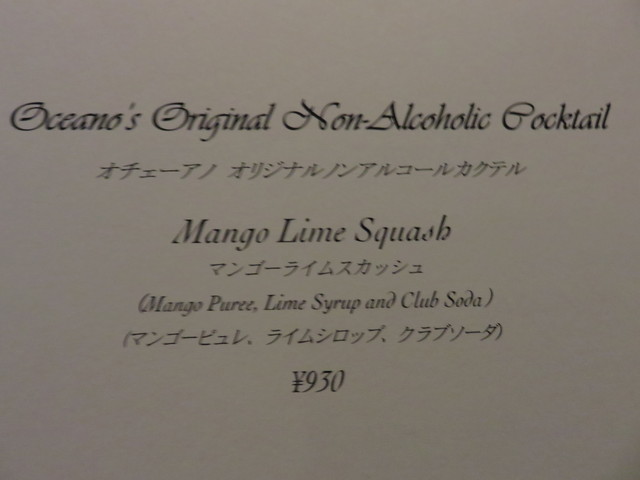 Oceano's Original Non-Alcoholic Cocktail
オチェーアノ オリジナルノンアルコールカクテル
Mango Lime Squash
マンゴーライムスカッシュ
(Mango Puree, Lime Syrup and Club Soda)
(マンゴーピュレ、ライムシロップ、クラブソーダ)
¥930